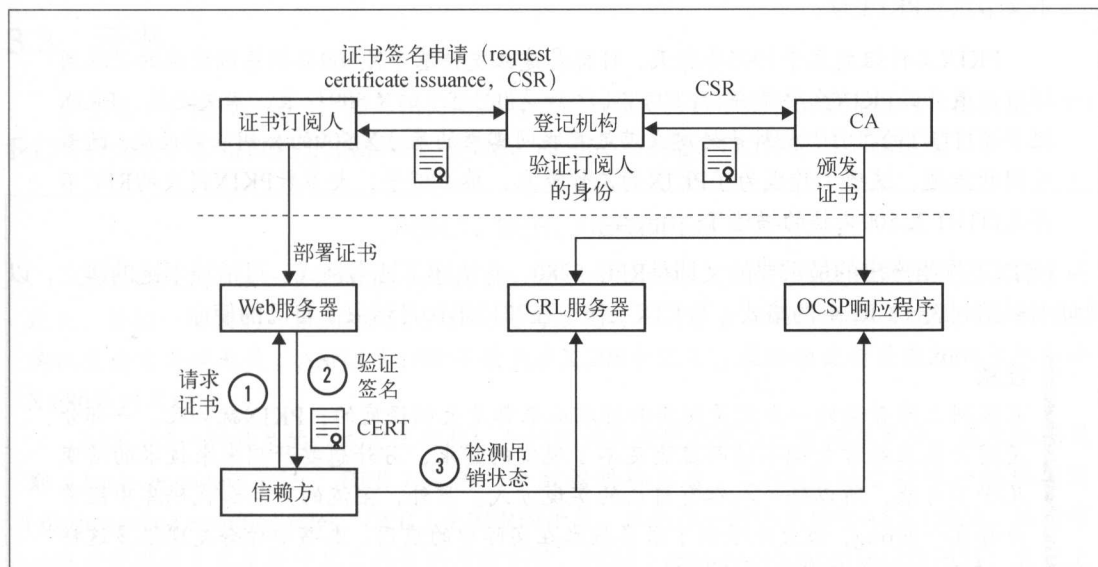 证书签名申请（request
certificate issuance，CSR）
CSR
证书订阅人
登记机构
CA
验证订阅人
的身份
颁发
证书
部署证书
Web服务器
CRL服务器
OCSP响应程序
请求
证书
1
2
验证
签名
CERT
3
检测吊
销状态
信赖方